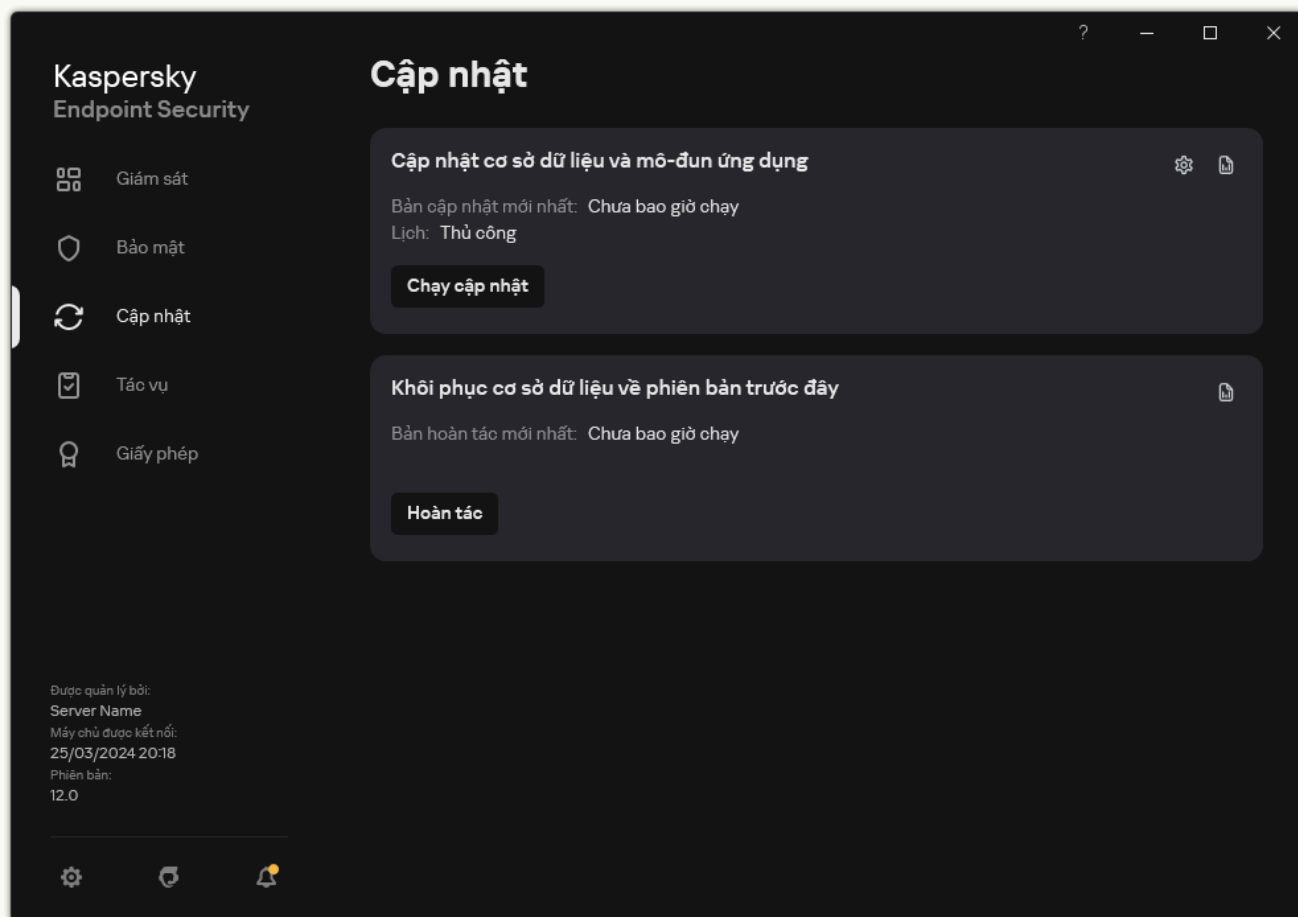 ?
Kaspersky
Endpoint Security
Giám sát
Bảo mật
Cập nhật
Tác vụ
Giấy phép
Được quản lý bởi:
Server Name
Máy chủ được kết nối:
25/03/2024 20:18
Phiên bản:
12.0
Cập nhật
Cập nhật cơ sở dữ liệu và mô-đun ứng dụng
Bản cập nhật mới nhất: Chưa bao giờ chạy
Lịch: Thủ công
Chạy cập nhật
Khôi phục cơ sở dữ liệu về phiên bản trước đây
Bản hoàn tác mới nhất: Chưa bao giờ chạy
Hoàn tác